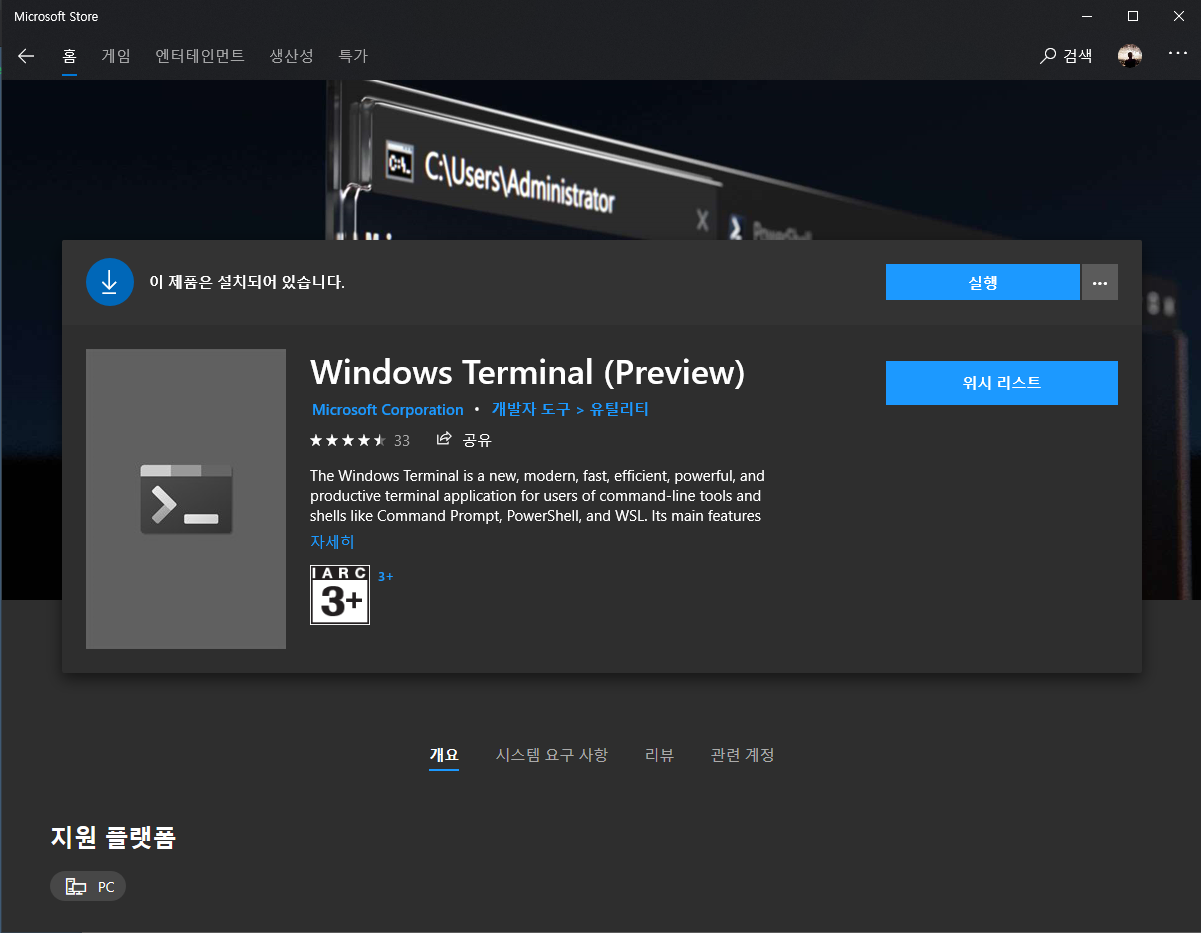 Microsoft Store
홈 게임 엔터테인먼트 생산성 특가 검색
C:\Users\Administrator X PowerShell
이 제품은 설치되어 있습니다. 실행
Windows Terminal (Preview)
위시 리스트
Microsoft Corporation • 개발자 도구 > 유틸리티
33 공유
The Windows Terminal is a new, modern, fast, efficient, powerful, and
productive terminal application for users of command-line tools and
shells like Command Prompt, PowerShell, and WSL. Its main features
자세히
IARC
3+ 3+
개요 시스템 요구 사항 리뷰 관련 계정
지원 플랫폼
PC